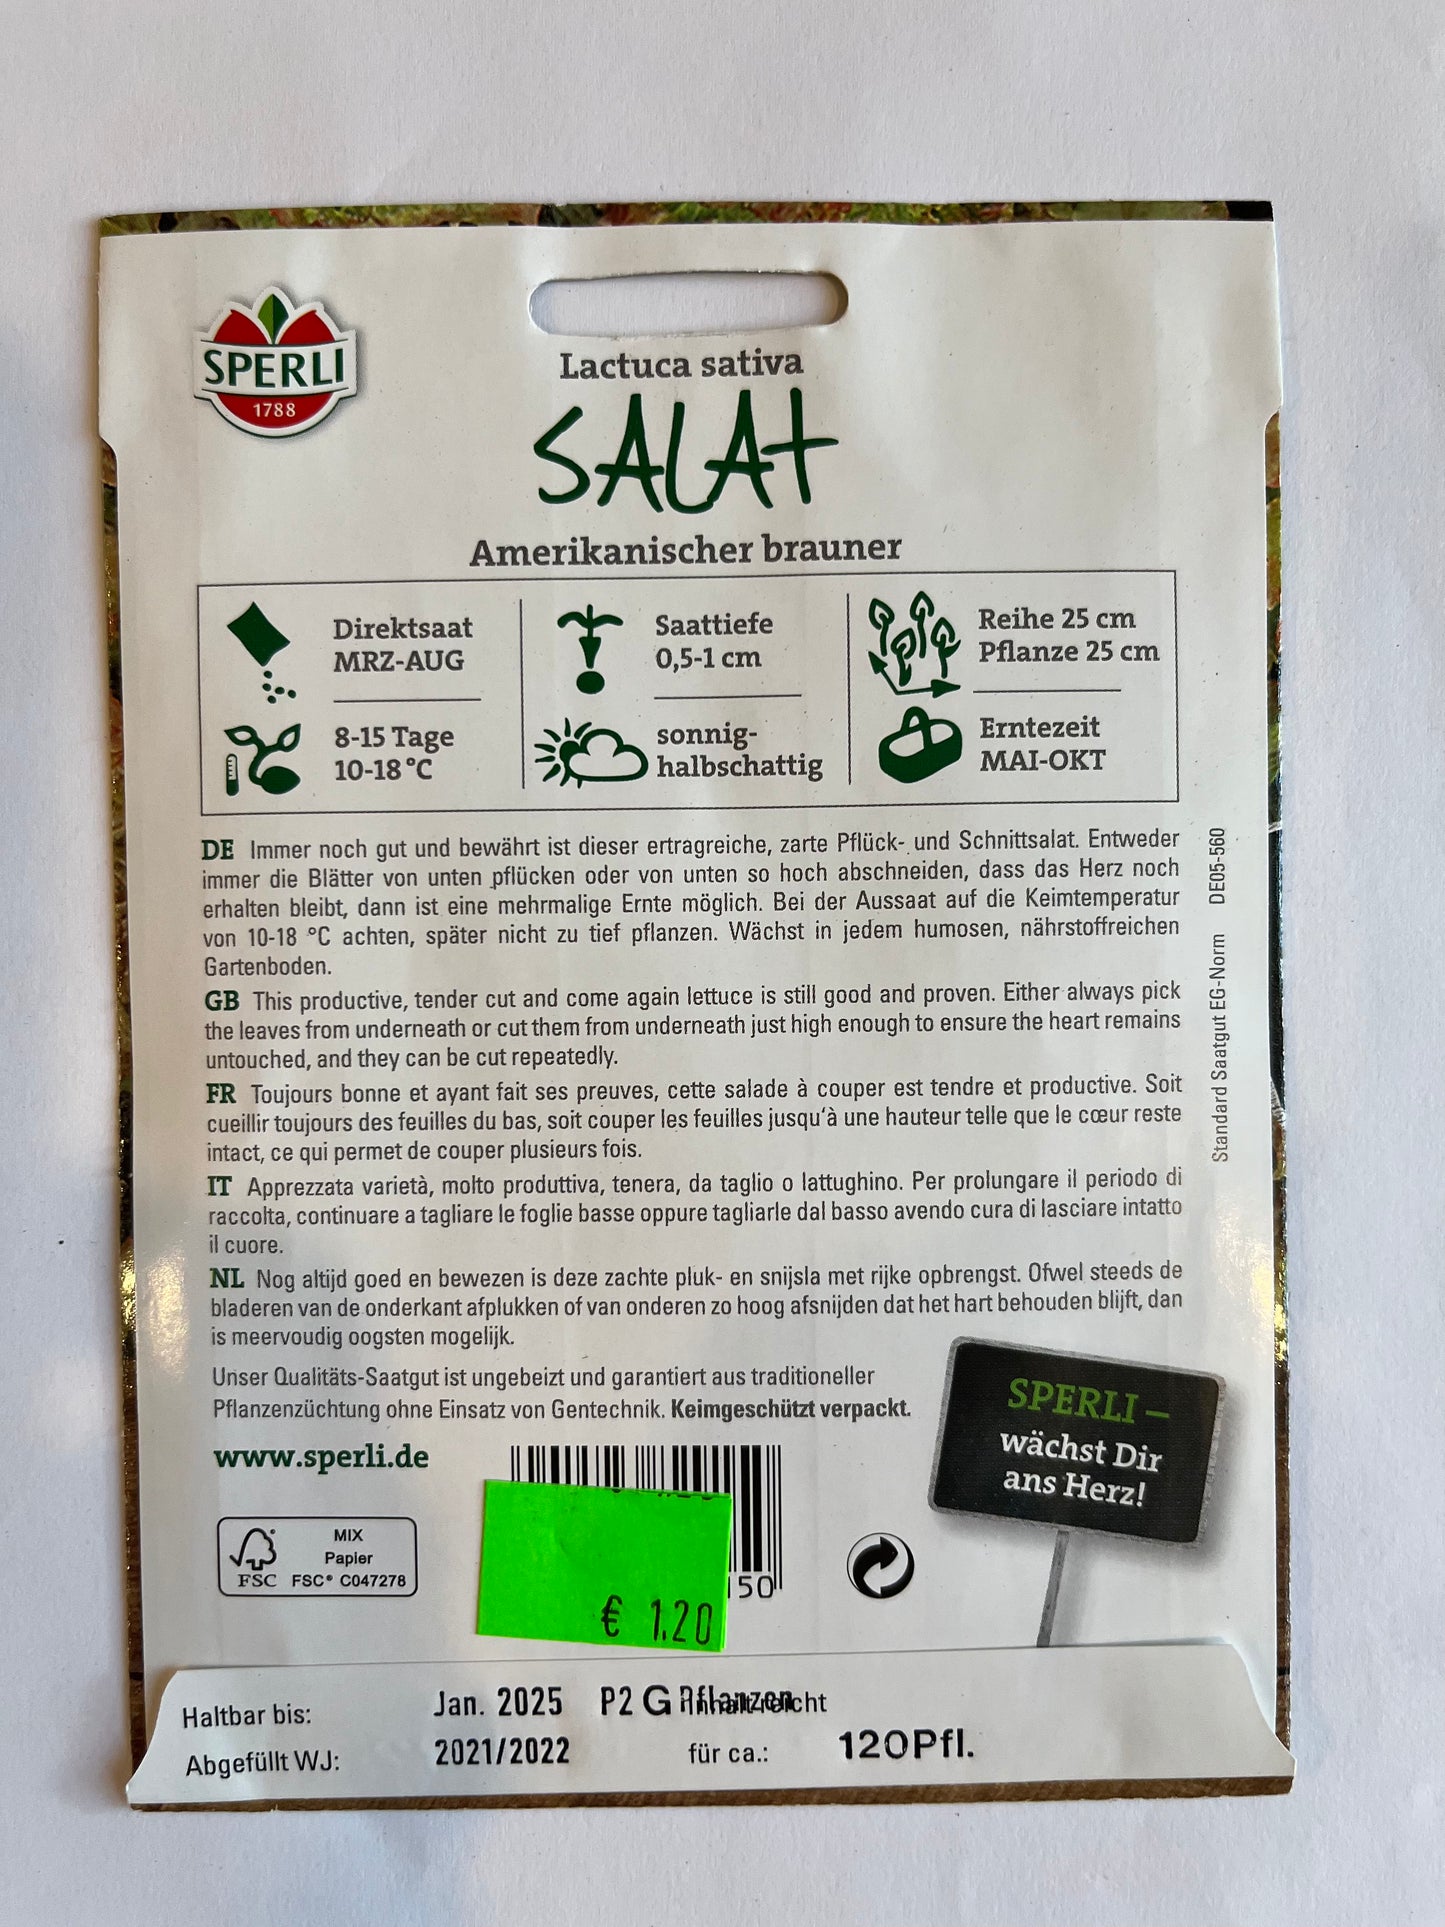 SPERLI
1788
Lactuca sativa
SALAT
Amerikanischer brauner
Direktsaat
MRZ-AUG
8-15 Tage
10-18 °C
Saattiefe
0,5-1 cm
sonnig-
halbschattig
Reihe 25 cm
Pflanze 25 cm
Erntezeit
MAI-OKT
DE Immer noch gut und bewährt ist dieser ertragreiche, zarte Pflück- und Schnittsalat. Entweder
immer die Blätter von unten pflücken oder von unten so hoch abschneiden, dass das Herz noch
erhalten bleibt, dann ist eine mehrmalige Ernte möglich. Bei der Aussaat auf die Keimtemperatur
von 10-18 °C achten, später nicht zu tief pflanzen. Wächst in jedem humosen, nährstoffreichen
Gartenboden.
GB This productive, tender cut and come again lettuce is still good and proven. Either always pick
the leaves from underneath or cut them from underneath just high enough to ensure the heart remains
untouched, and they can be cut repeatedly.
FR Toujours bonne et ayant fait ses preuves, cette salade à couper est tendre et productive. Soit
cueillir toujours des feuilles du bas, soit couper les feuilles jusqu‘à une hauteur telle que le cœur reste
intact, ce qui permet de couper plusieurs fois.
IT Apprezzata varietà, molto produttiva, tenera, da taglio o lattughino. Per prolungare il periodo di
raccolta, continuare a tagliare le foglie basse oppure tagliarle dal basso avendo cura di lasciare intatto
il cuore.
NL Nog altijd goed en bewezen is deze zachte pluk- en snijsla met rijke opbrengst. Ofwel steeds de
bladeren van de onderkant afplukken of van onderen zo hoog afsnijden dat het hart behouden blijft, dan
is meervoudig oogsten mogelijk.
Standard Saatgut EG-Norm DE05-560
Unser Qualitäts-Saatgut ist ungebeizt und garantiert aus traditioneller
Pflanzenzüchtung ohne Einsatz von Gentechnik. Keimgeschützt verpackt.
www.sperli.de
SPERLI –
wächst Dir
ans Herz!
MIX
Papier
FSC
FSC® C047278
150
€ 1.20
Haltbar bis: Jan. 2025 P2 G Pflanzen Inhalt reicht
Abgefüllt WJ: 2021/2022 für ca.: 120Pfl.